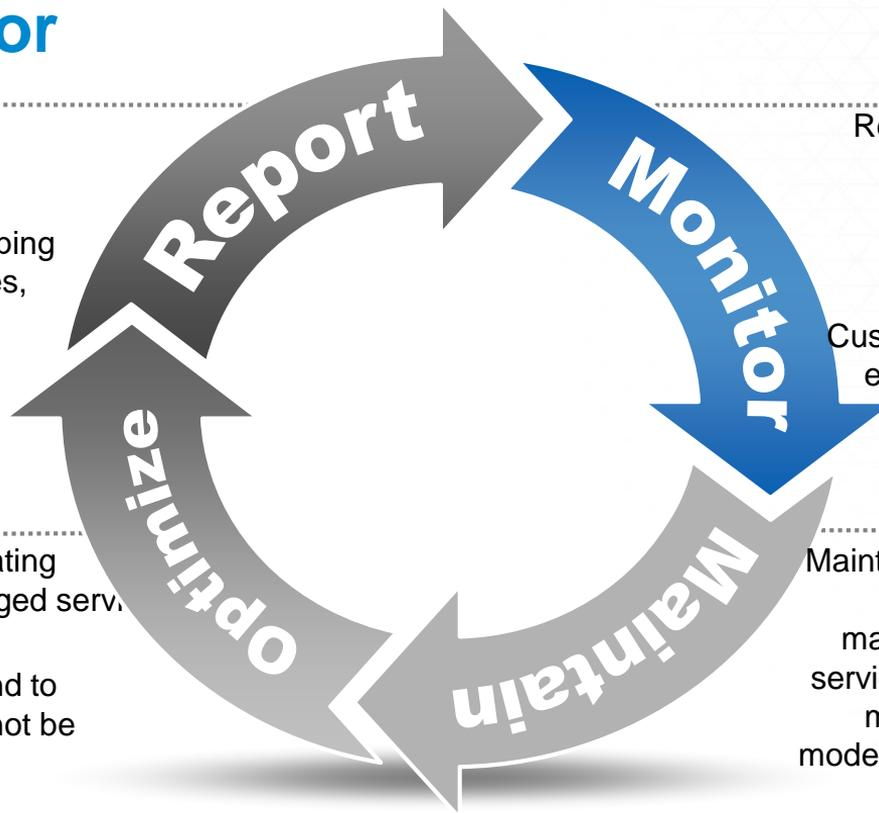 or
Report
Monitor
ping
es,
Cus
e
Optimize
Maintain
ating
ged servi
nd to
not be
Re
Maint
ma
servi
m
mode